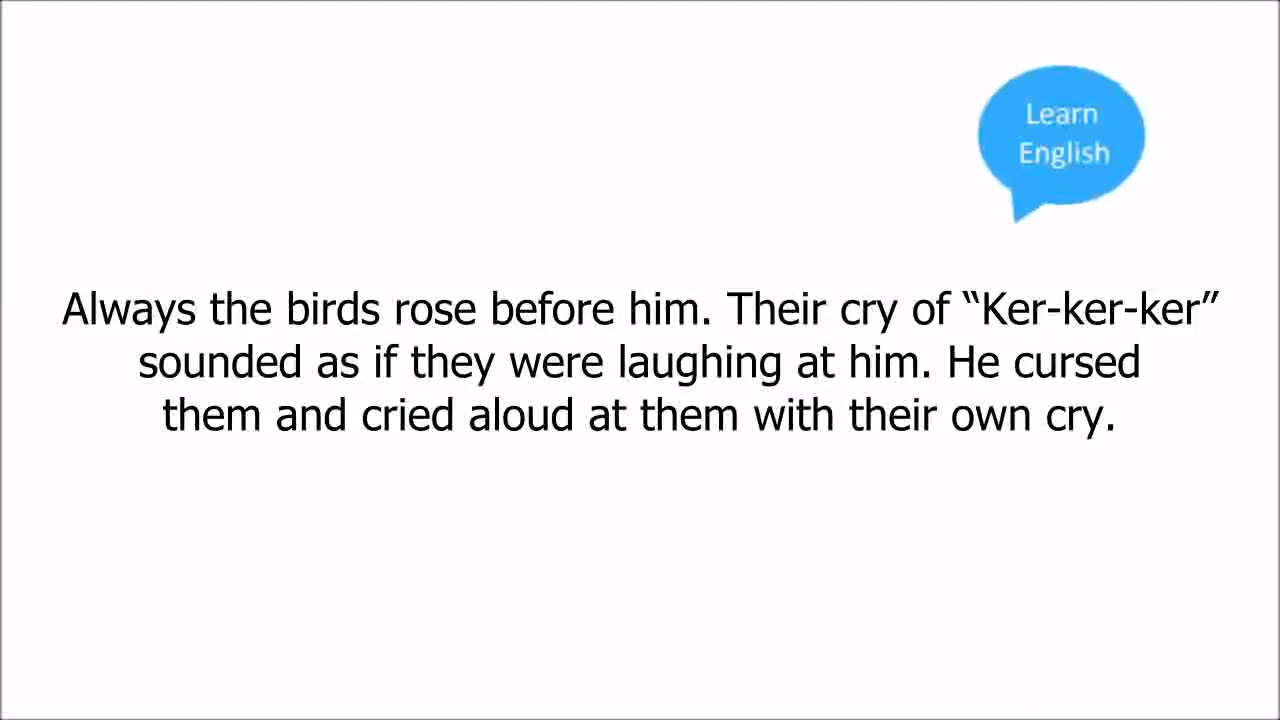 Learn
English
Always the birds rose before him. Their cry of “Ker-ker-ker”
sounded as if they were laughing at him. He cursed
them and cried aloud at them with their own cry.